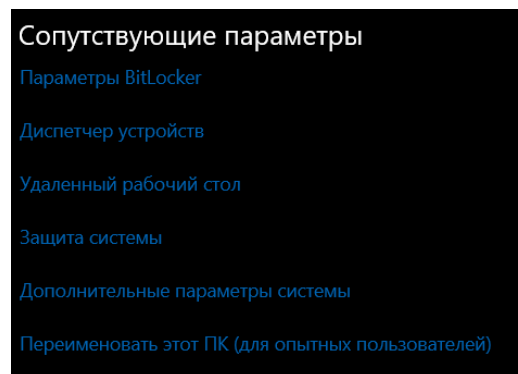 Сопутствующие параметры
Параметры BitLocker
Диспетчер устройств
Удаленный рабочий стол
Защита системы
Дополнительные параметры системы
Переименовать этот ПК (для опытных пользователей)